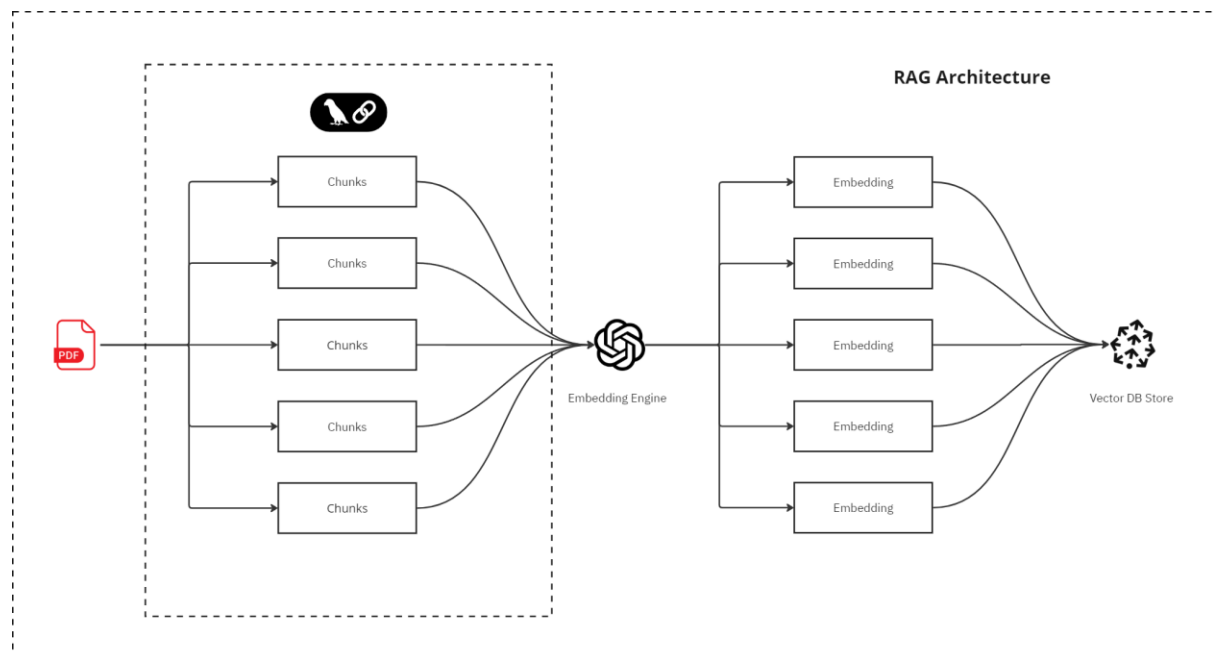 RAG Architecture
Chunks
Chunks
Chunks
Chunks
Chunks
PDF
Embedding Engine
Embedding
Embedding
Embedding
Embedding
Embedding
Vector DB Store